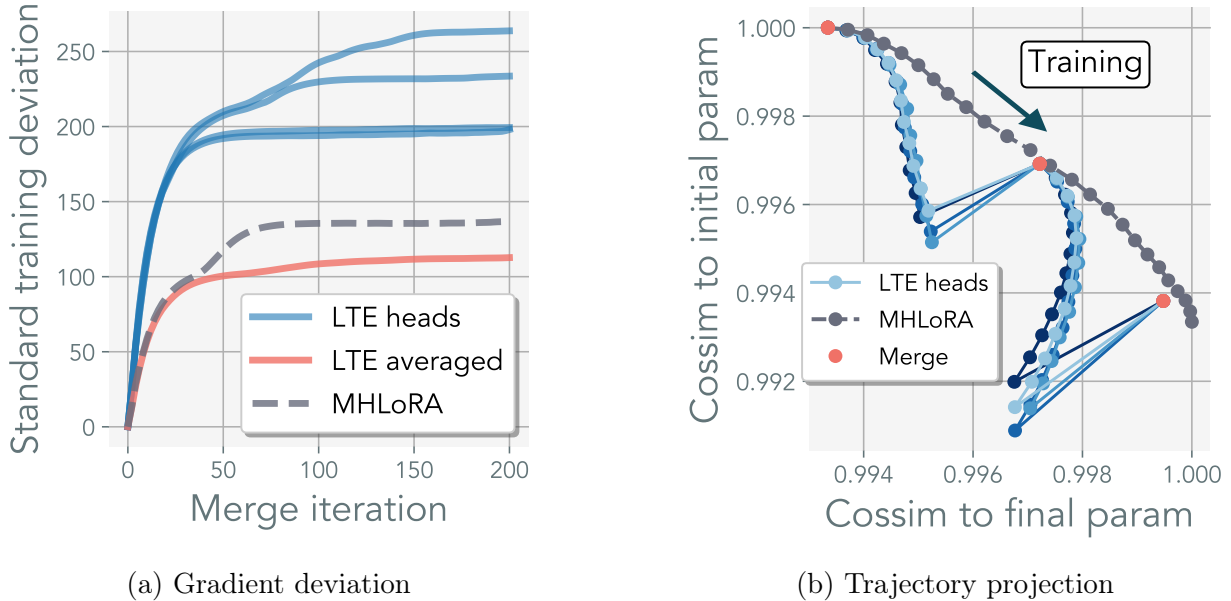 Standard training deviation
250
200
150
100
50
0
LTE heads
LTE averaged
MHLoRA
0 50 100 150 200
Merge iteration
(a) Gradient deviation
Cossim to initial param
1.000
0.998
0.996
0.994
0.992
Training
LTE heads
MHLoRA
Merge
0.994 0.996 0.998 1.000
Cossim to final param
(b) Trajectory projection